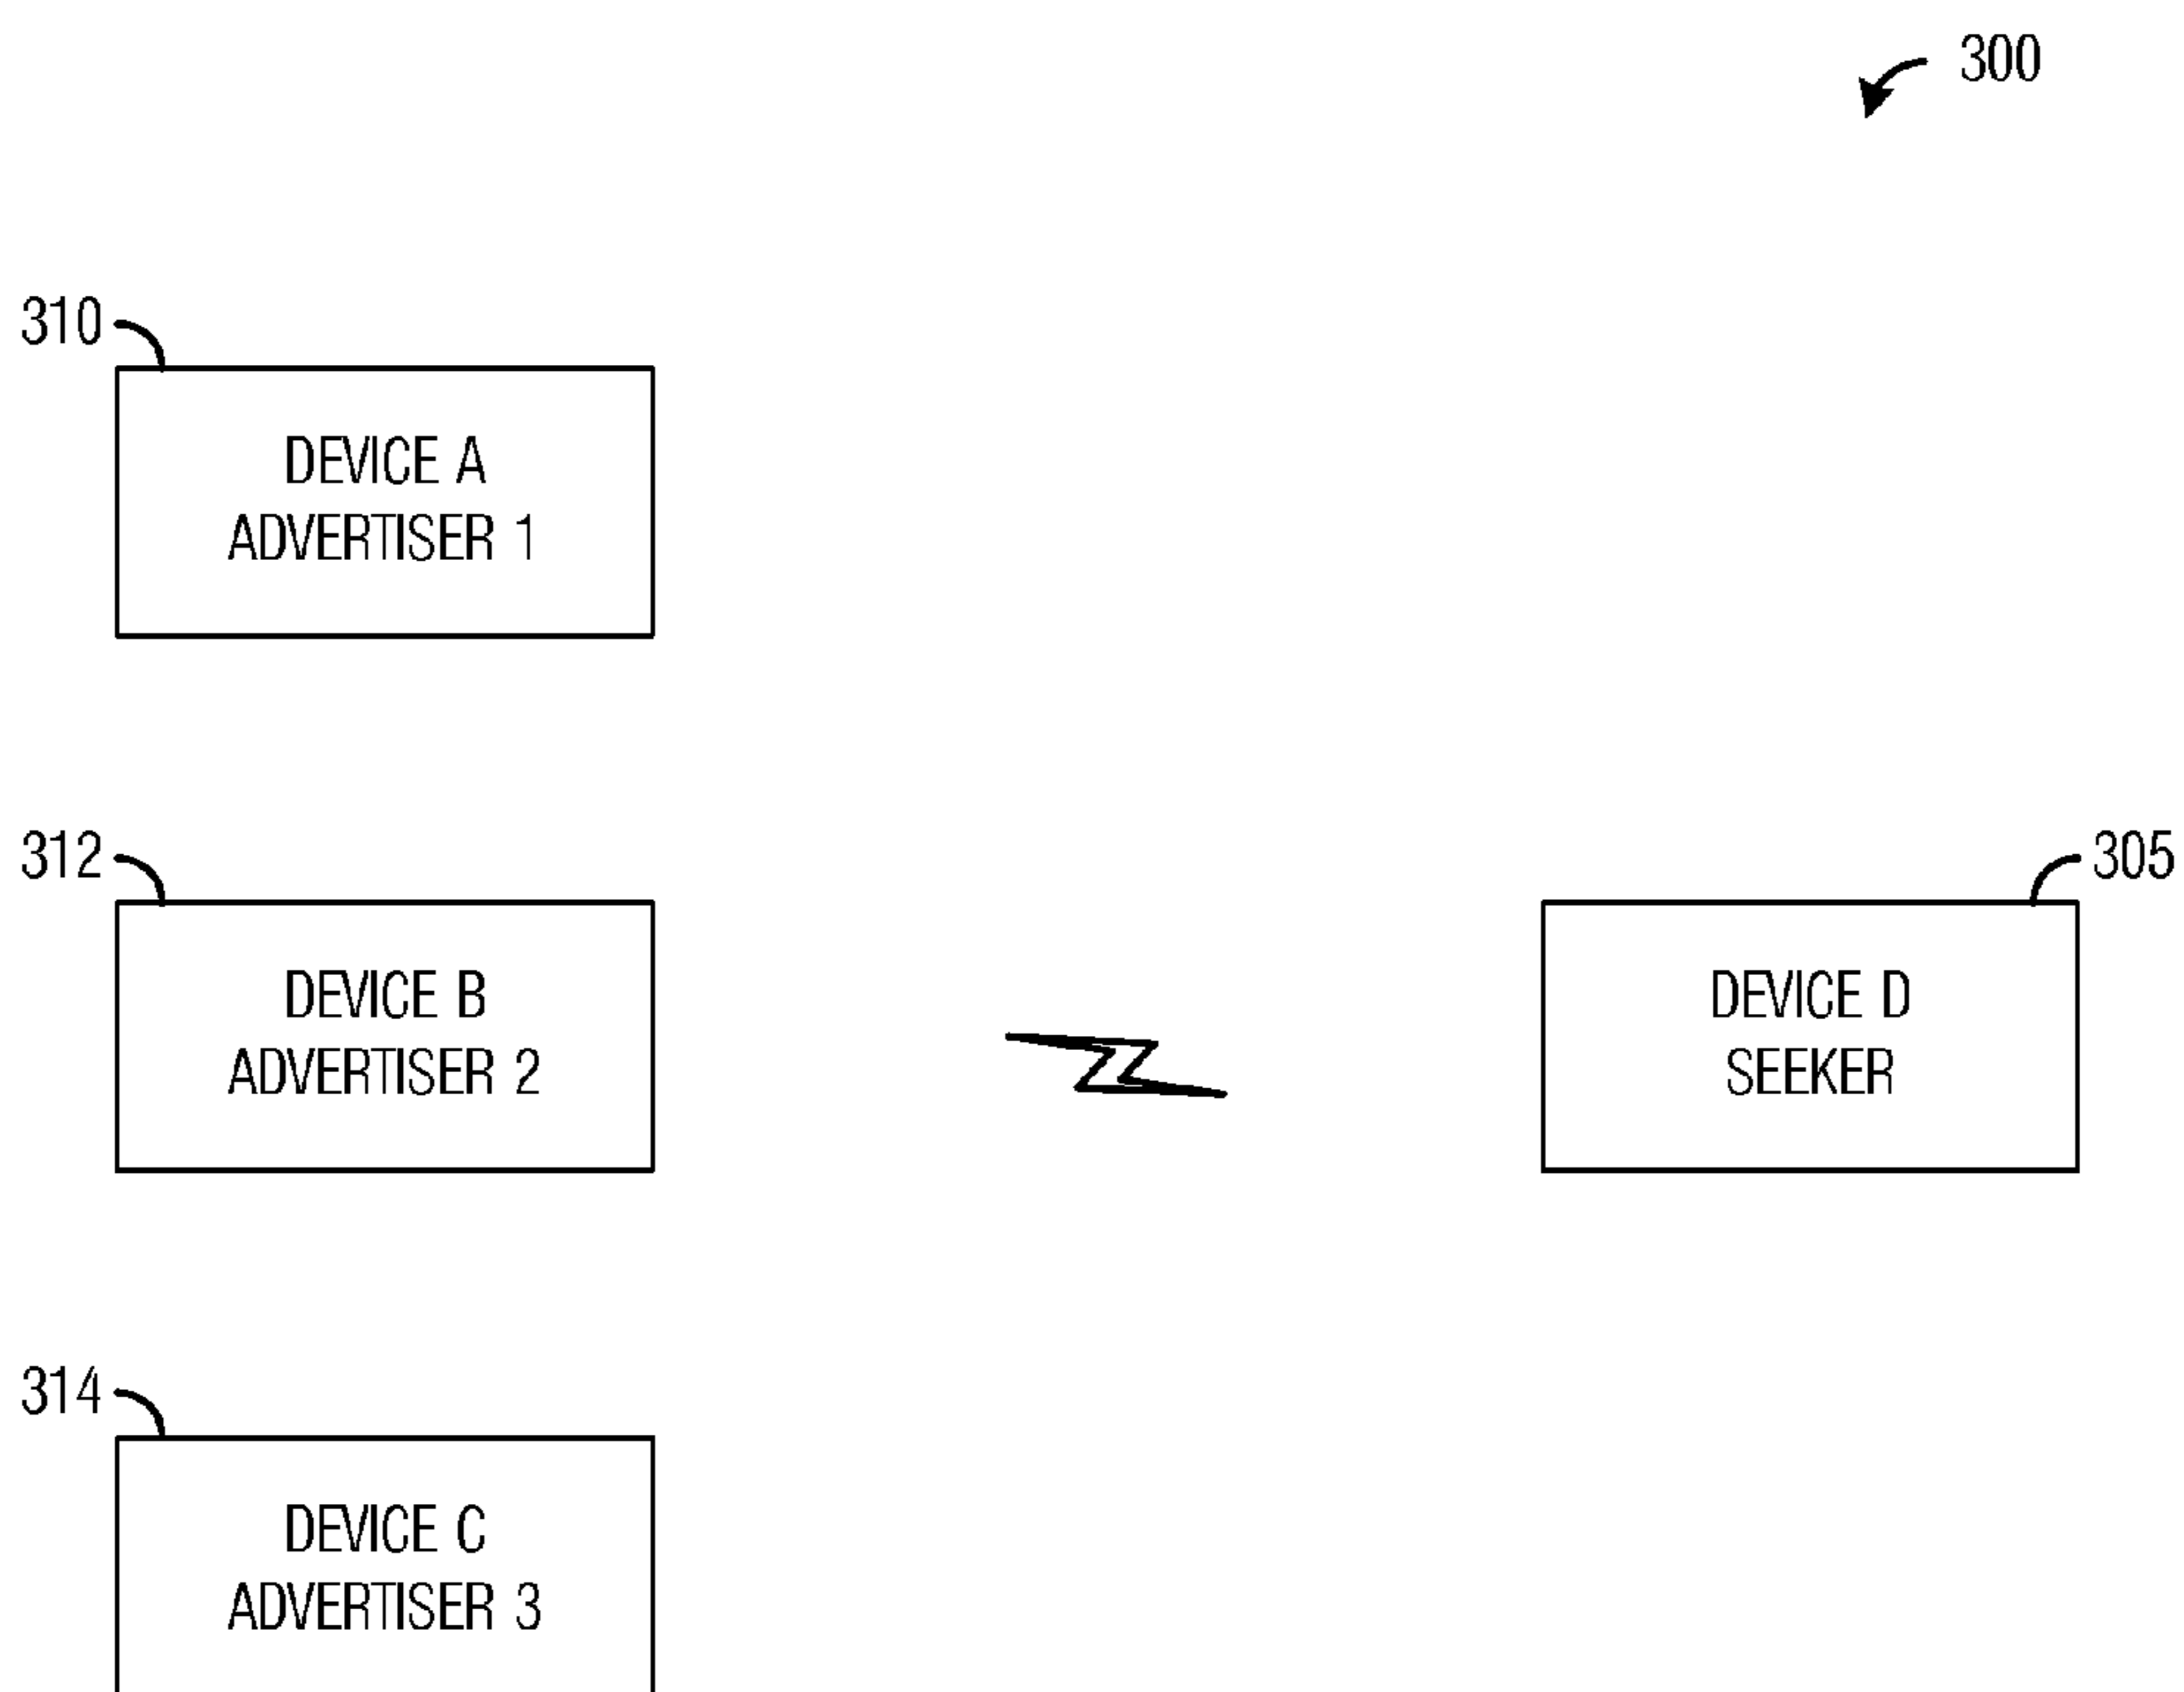 300
310
DEVICE A
ADVERTISER 1
312
DEVICE B
ADVERTISER 2
305
DEVICE D
SEEKER
314
DEVICE C
ADVERTISER 3